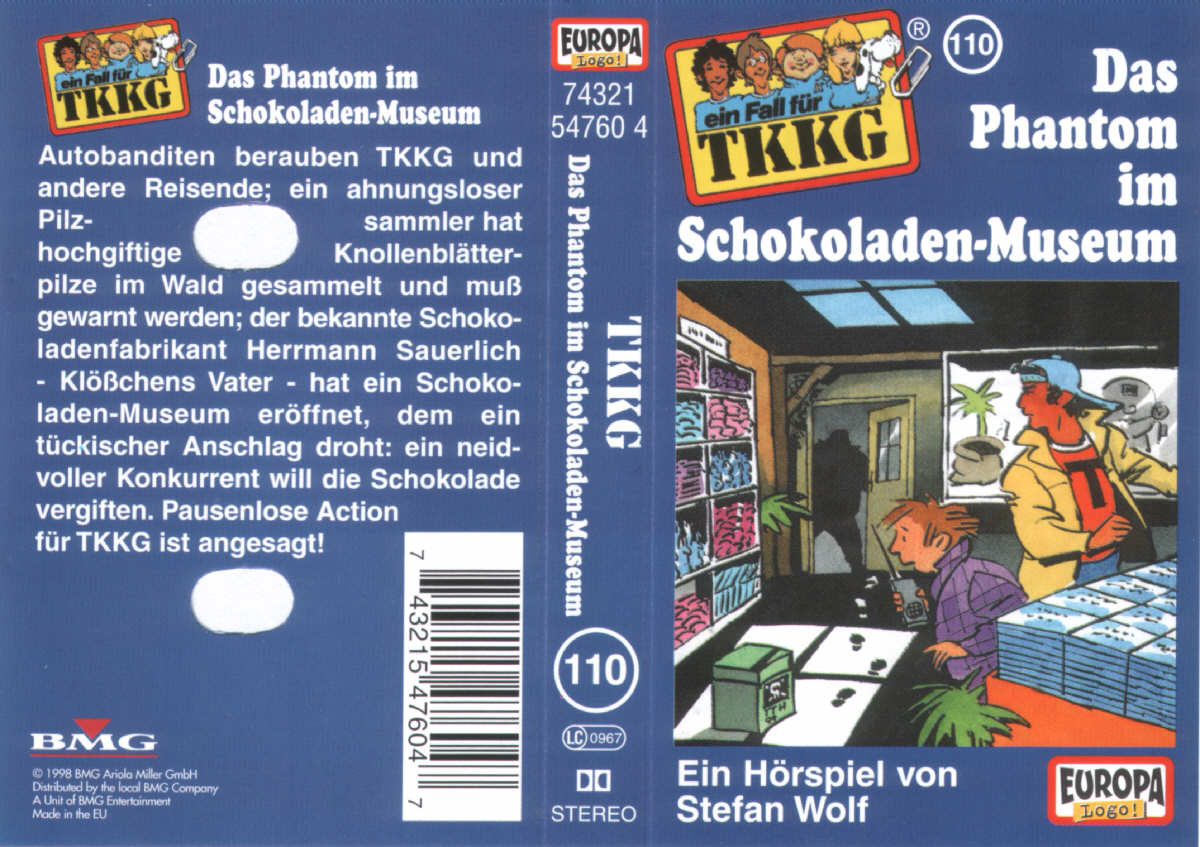 ein Fall für
TKKG
Das Phantom im
Schokoladen-Museum
Autobanditen berauben TKKG und
andere Reisende; ein ahnungsloser
Pilz- sammler hat
hochgiftige Knollenblätter-
pilze im Wald gesammelt und muß
gewarnt werden; der bekannte Schoko-
ladenfabrikant Herrmann Sauerlich
- Klößchens Vater - hat ein Schoko-
laden-Museum eröffnet, dem ein
tückischer Anschlag droht: ein neid-
voller Konkurrent will die Schokolade
vergiften. Pausenlose Action
für TKKG ist angesagt!
7 43215 47604 7
BMG
© 1998 BMG Ariola Miller GmbH
Distributed by the local BMG Company
A Unit of BMG Entertainment
Made in the EU
EUROPA
Logo!
74321
54760 4
Das Phantom im Schokoladen-Museum
TKKG
110
LC 0967
STEREO
ein Fall für
TKKG
®
110
Das
Phantom
im
Schokoladen-Museum
T
Ein Hörspiel von
Stefan Wolf
EUROPA
Logo!